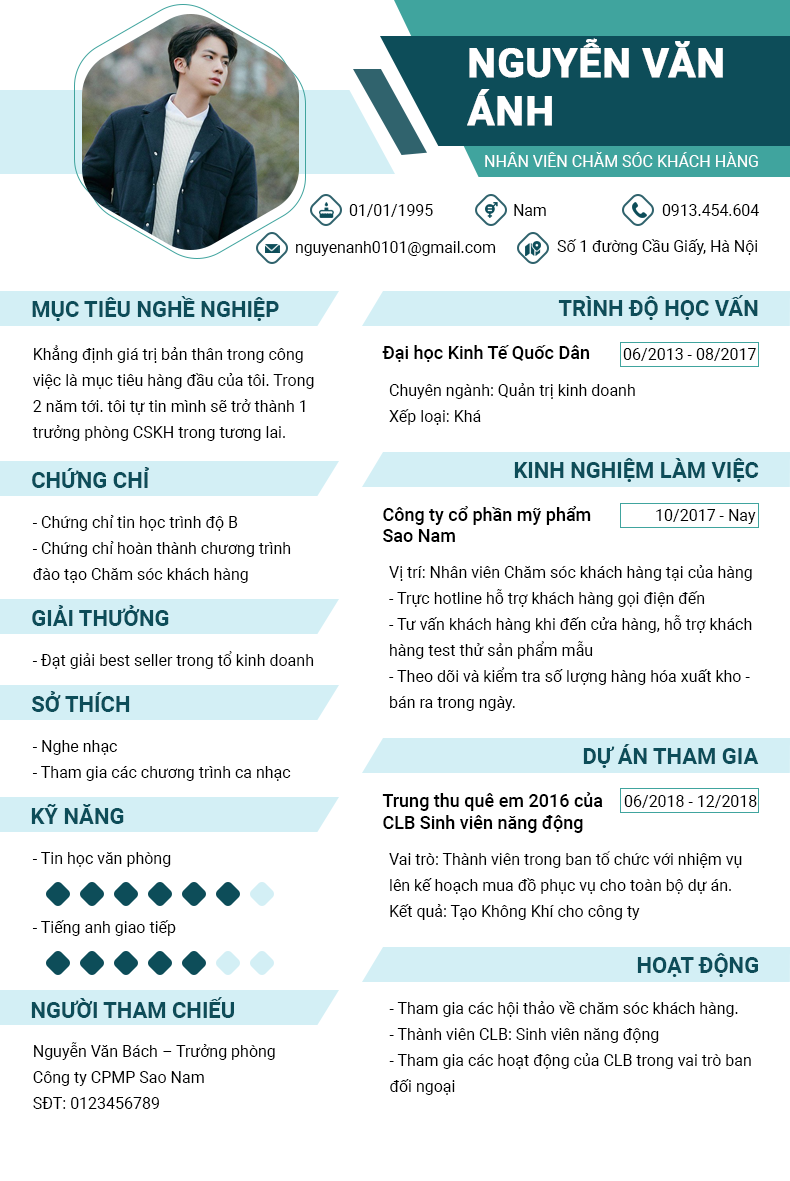 NGUYỄN VĂN
ÁNH
NHÂN VIÊN CHĂM SÓC KHÁCH HÀNG
01/01/1995
Nam
0913.454.604
nguyenanh0101@gmail.com
Số 1 đường Cầu Giấy, Hà Nội
MỤC TIÊU NGHỀ NGHIỆP
Khẳng định giá trị bản thân trong công
việc là mục tiêu hàng đầu của tôi. Trong
2 năm tới. tôi tự tin mình sẽ trở thành 1
trưởng phòng CSKH trong tương lai.
CHỨNG CHỈ
- Chứng chỉ tin học trình độ B
- Chứng chỉ hoàn thành chương trình
đào tạo Chăm sóc khách hàng
GIẢI THƯỞNG
- Đạt giải best seller trong tổ kinh doanh
SỞ THÍCH
- Nghe nhạc
- Tham gia các chương trình ca nhạc
KỸ NĂNG
- Tin học văn phòng
- Tiếng anh giao tiếp
NGƯỜI THAM CHIẾU
Nguyễn Văn Bách – Trưởng phòng
Công ty CPMP Sao Nam
SĐT: 0123456789
TRÌNH ĐỘ HỌC VẤN
Đại học Kinh Tế Quốc Dân
06/2013 - 08/2017
Chuyên ngành: Quản trị kinh doanh
Xếp loại: Khá
KINH NGHIỆM LÀM VIỆC
Công ty cổ phần mỹ phẩm
Sao Nam
10/2017 - Nay
Vị trí: Nhân viên Chăm sóc khách hàng tại của hàng
- Trực hotline hỗ trợ khách hàng gọi điện đến
- Tư vấn khách hàng khi đến cửa hàng, hỗ trợ khách
hàng test thử sản phẩm mẫu
- Theo dõi và kiểm tra số lượng hàng hóa xuất kho -
bán ra trong ngày.
DỰ ÁN THAM GIA
Trung thu quê em 2016 của
CLB Sinh viên năng động
06/2018 - 12/2018
Vai trò: Thành viên trong ban tổ chức với nhiệm vụ
lên kế hoạch mua đồ phục vụ cho toàn bộ dự án.
Kết quả: Tạo Không Khí cho công ty
HOẠT ĐỘNG
- Tham gia các hội thảo về chăm sóc khách hàng.
- Thành viên CLB: Sinh viên năng động
- Tham gia các hoạt động của CLB trong vai trò ban
đối ngoại